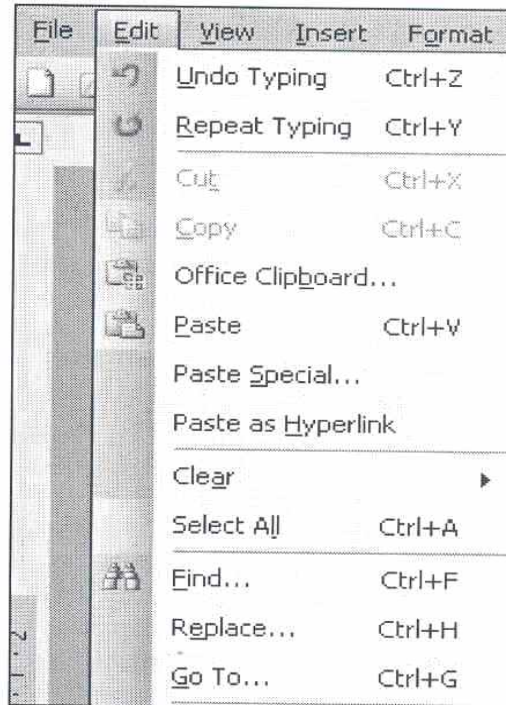 File Edit View Insert Format
Undo Typing Ctrl+Z
Repeat Typing Ctrl+Y
Cut Ctrl+X
Copy Ctrl+C
Office Clipboard...
Paste Ctrl+V
Paste Special...
Paste as Hyperlink
Clear
Select All Ctrl+A
Find... Ctrl+F
Replace... Ctrl+H
Go To... Ctrl+G
2